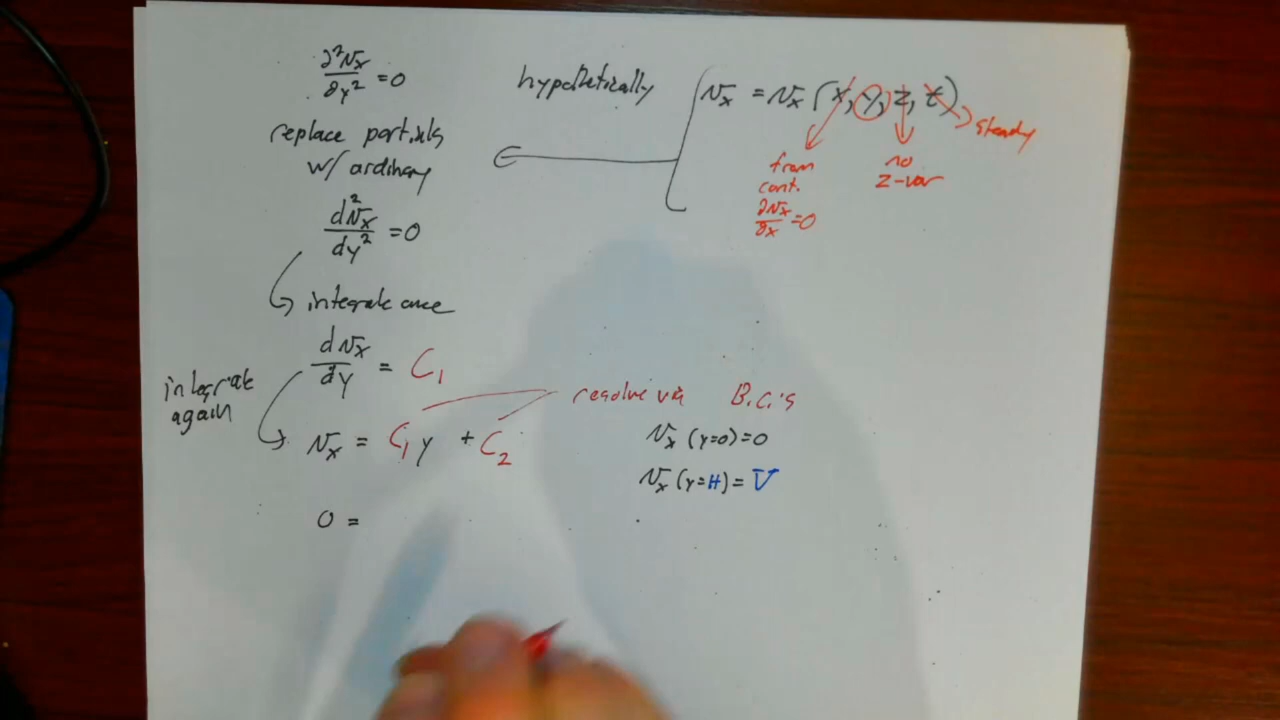 ∂²Vx/∂y² = 0
replace partials
w/ ordinary
d²Vx/dy² = 0
integrate once
dVx/dy = C₁
integrate
again
Vx = C₁y + C₂
0 =
hypothetically
Vx = Vx (x, y, z, t)
steady
from
cont.
∂Vx/∂x = 0
no
z-var
resolve via B.C.'s
Vx (y=0) = 0
Vx (y=H) = V